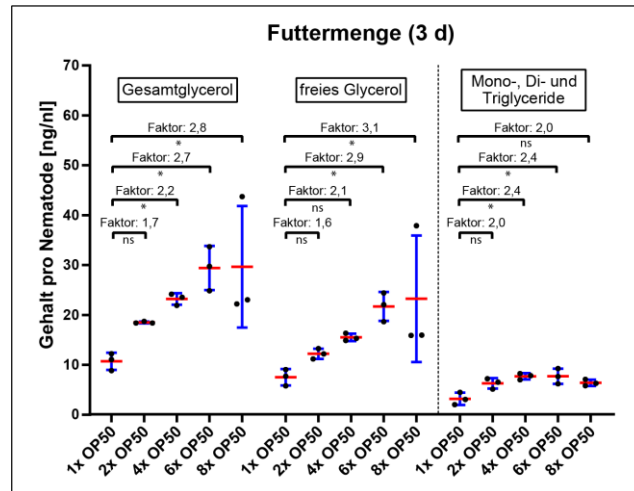 Futtermenge (3 d)
Gehalt pro Nematode [ng/nl]
70
60
50
40
30
20
10
0
Gesamtglycerol
Faktor: 2,8
*
Faktor: 2,7
*
Faktor: 2,2
*
Faktor: 1,7
ns
freies Glycerol
Faktor: 3,1
*
Faktor: 2,9
*
Faktor: 2,1
ns
Faktor: 1,6
ns
Mono-, Di- und
Triglyceride
Faktor: 2,0
ns
Faktor: 2,4
*
Faktor: 2,4
*
Faktor: 2,0
ns
1x OP50
2x OP50
4x OP50
6x OP50
8x OP50
1x OP50
2x OP50
4x OP50
6x OP50
8x OP50
1x OP50
2x OP50
4x OP50
6x OP50
8x OP50